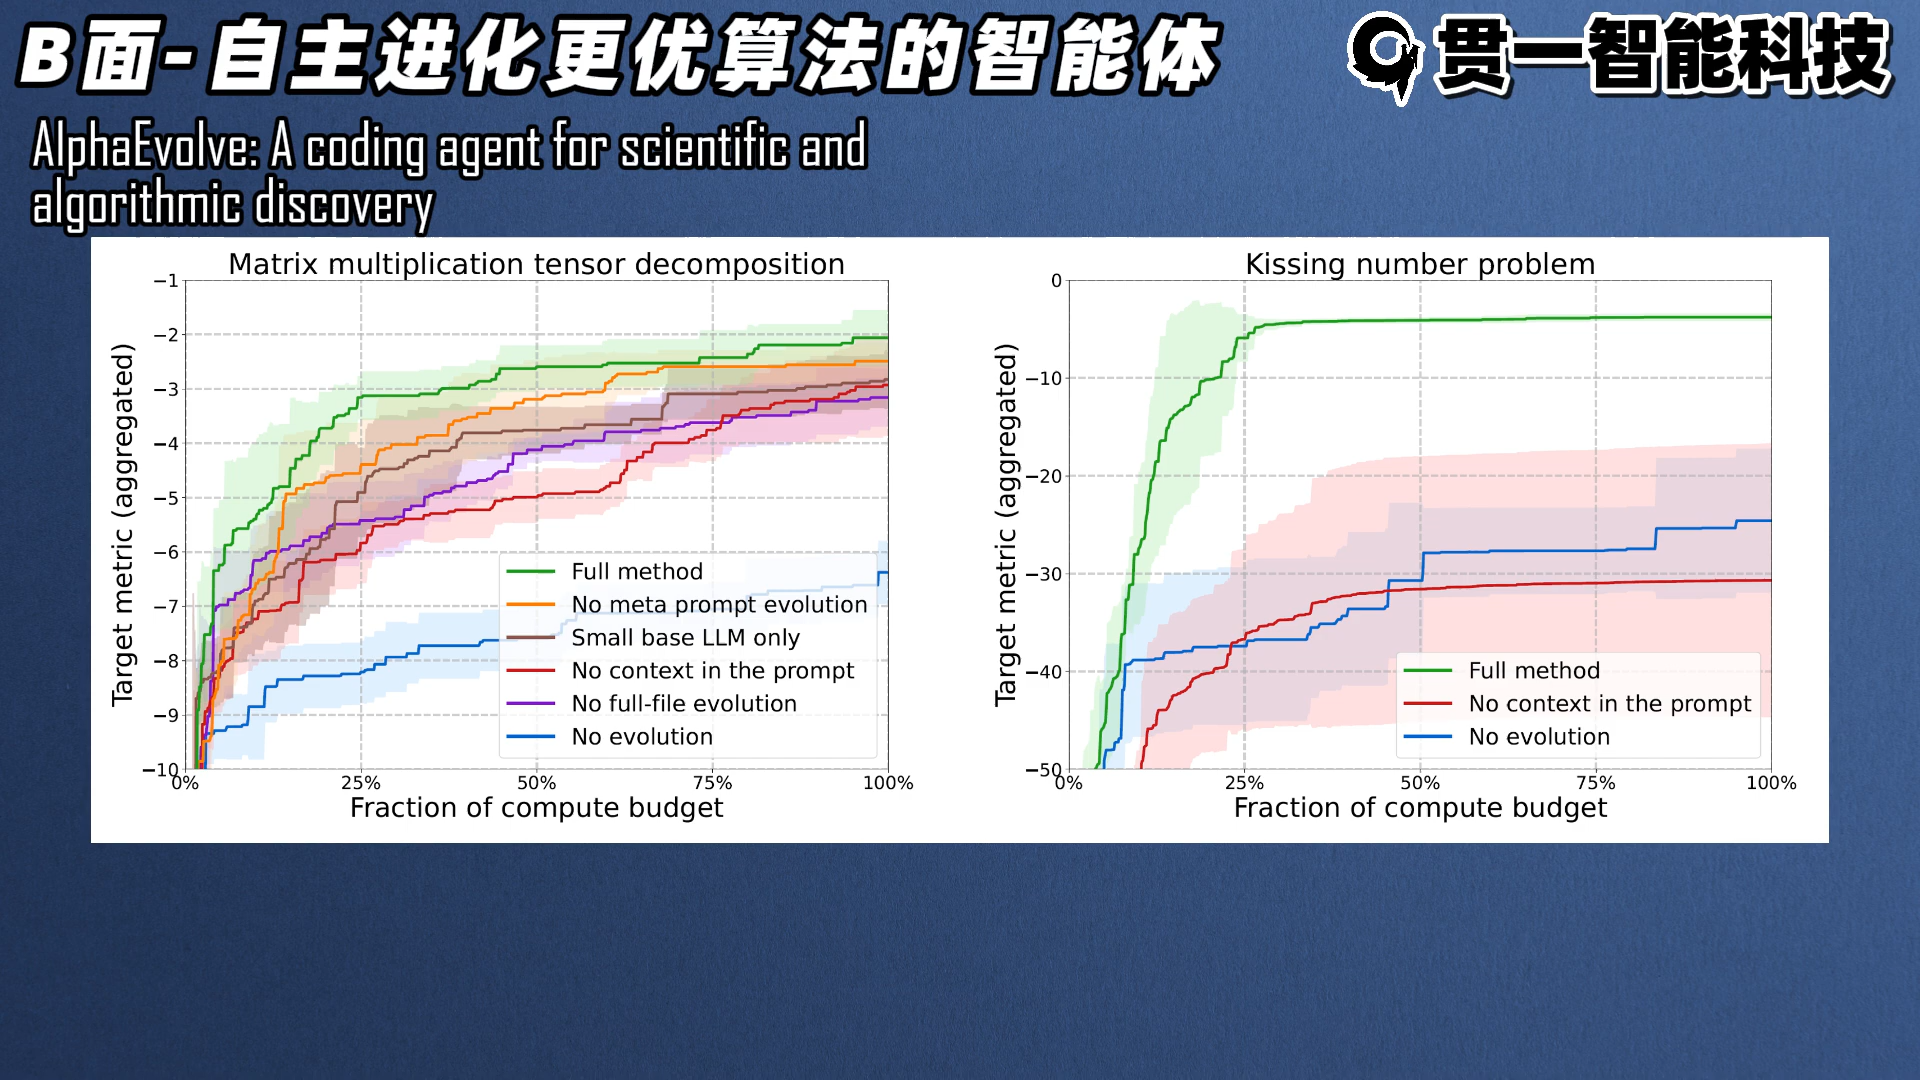 B面-自主进化更优算法的智能体
贯一智能科技
AlphaEvolve: A coding agent for scientific and
algorithmic discovery
Matrix multiplication tensor decomposition
Target metric (aggregated)
−1
−2
−3
−4
−5
−6
−7
−8
−9
−10
Full method
No meta prompt evolution
Small base LLM only
No context in the prompt
No full-file evolution
No evolution
0%
25%
50%
75%
100%
Fraction of compute budget
Kissing number problem
Target metric (aggregated)
0
−10
−20
−30
−40
−50
Full method
No context in the prompt
No evolution
0%
25%
50%
75%
100%
Fraction of compute budget